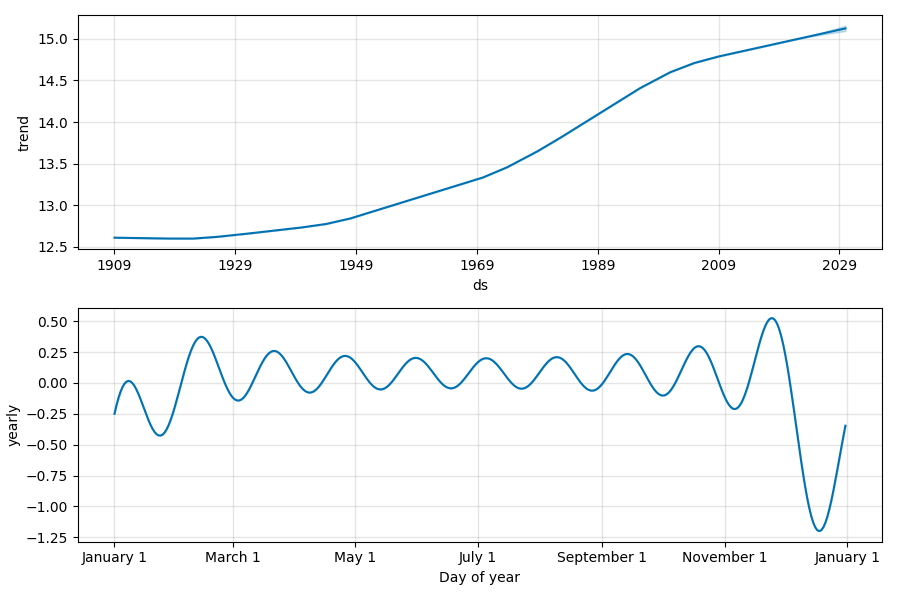 15.0
14.5
14.0
13.5
13.0
12.5
trend
1909 1929 1949 1969 1989 2009 2029
ds
0.50
0.25
0.00
−0.25
−0.50
−0.75
−1.00
−1.25
yearly
January 1 March 1 May 1 July 1 September 1 November 1 January 1
Day of year